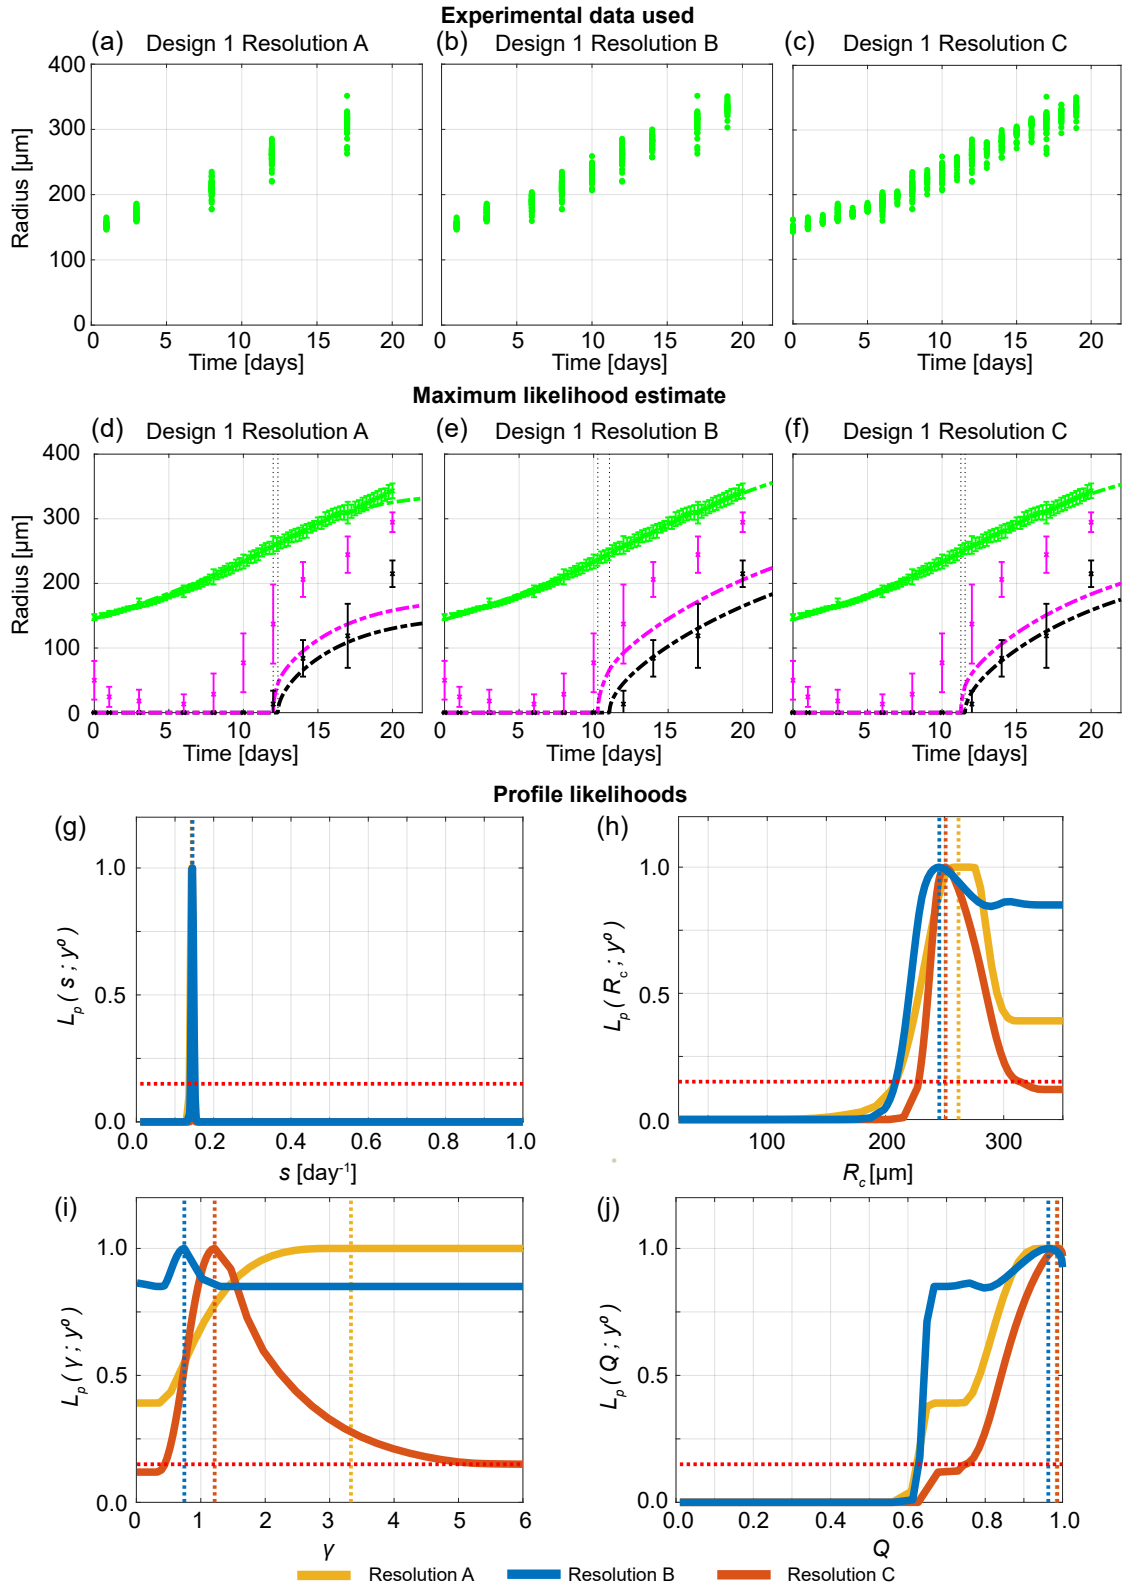 Experimental data used
(a) Design 1 Resolution A
(b) Design 1 Resolution B
(c) Design 1 Resolution C
Radius [µm]
400
300
200
100
0
0 5 10 15 20
0 5 10 15 20
0 5 10 15 20
Time [days]
Time [days]
Time [days]
Maximum likelihood estimate
(d) Design 1 Resolution A
(e) Design 1 Resolution B
(f) Design 1 Resolution C
Radius [µm]
400
300
200
100
0
0 5 10 15 20
0 5 10 15 20
0 5 10 15 20
Time [days]
Time [days]
Time [days]
Profile likelihoods
(g)
Lp ( s ; yº )
1.0
0.5
0.0
0.0 0.2 0.4 0.6 0.8 1.0
s [day-1]
(h)
Lp ( Rc ; yº )
1.0
0.5
0.0
100 200 300
Rc [µm]
(i)
Lp ( γ ; yº )
1.0
0.5
0.0
0 1 2 3 4 5 6
γ
(j)
Lp ( Q ; yº )
1.0
0.5
0.0
0.0 0.2 0.4 0.6 0.8 1.0
Q
Resolution A Resolution B Resolution C